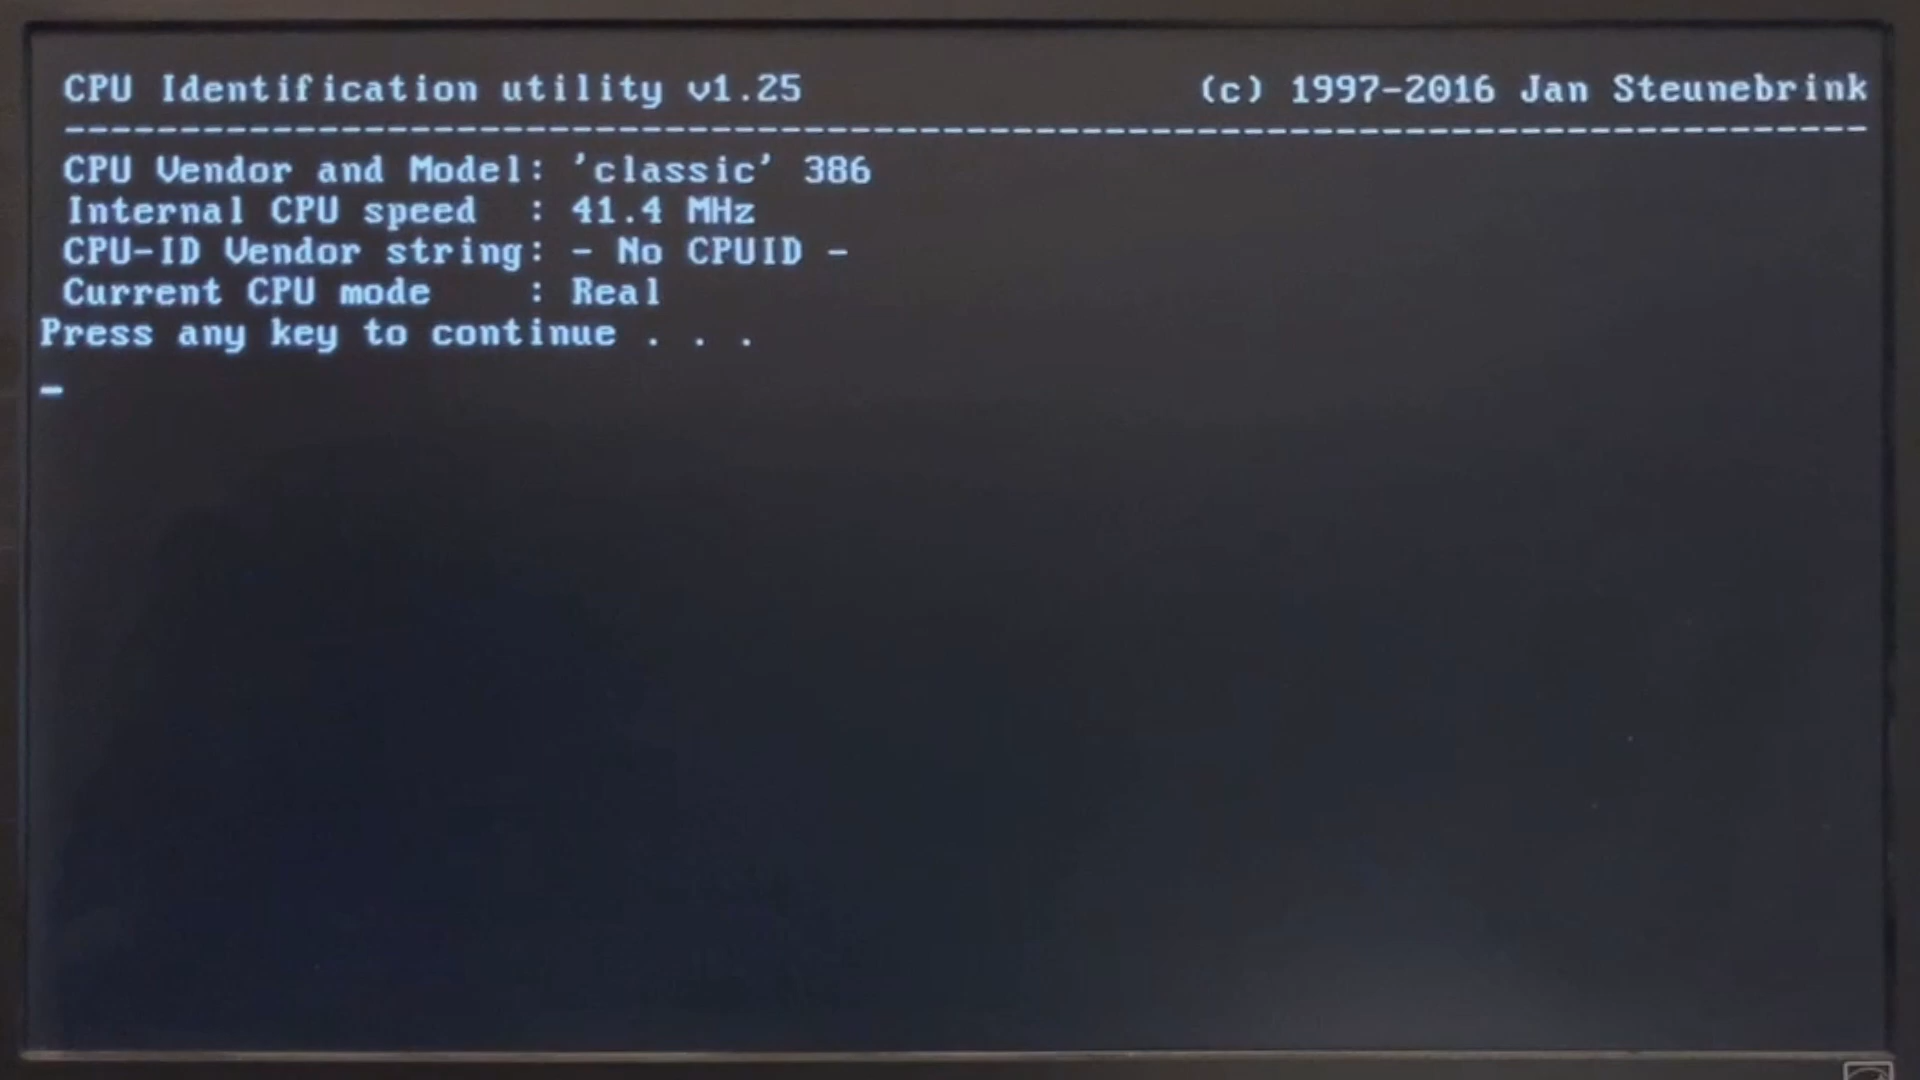 CPU Identification utility v1.25 (c) 1997-2016 Jan Steunebrink
--------------------------------------------------------------------------------
CPU Vendor and Model: 'classic' 386
Internal CPU speed : 41.4 MHz
CPU-ID Vendor string: - No CPUID -
Current CPU mode : Real
Press any key to continue . . .